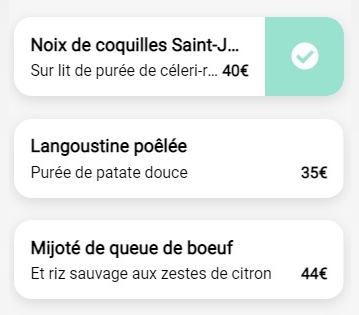 Noix de coquilles Saint-J...
Sur lit de purée de céleri-r... 40€
Langoustine poêlée
Purée de patate douce 35€
Mijoté de queue de boeuf
Et riz sauvage aux zestes de citron 44€